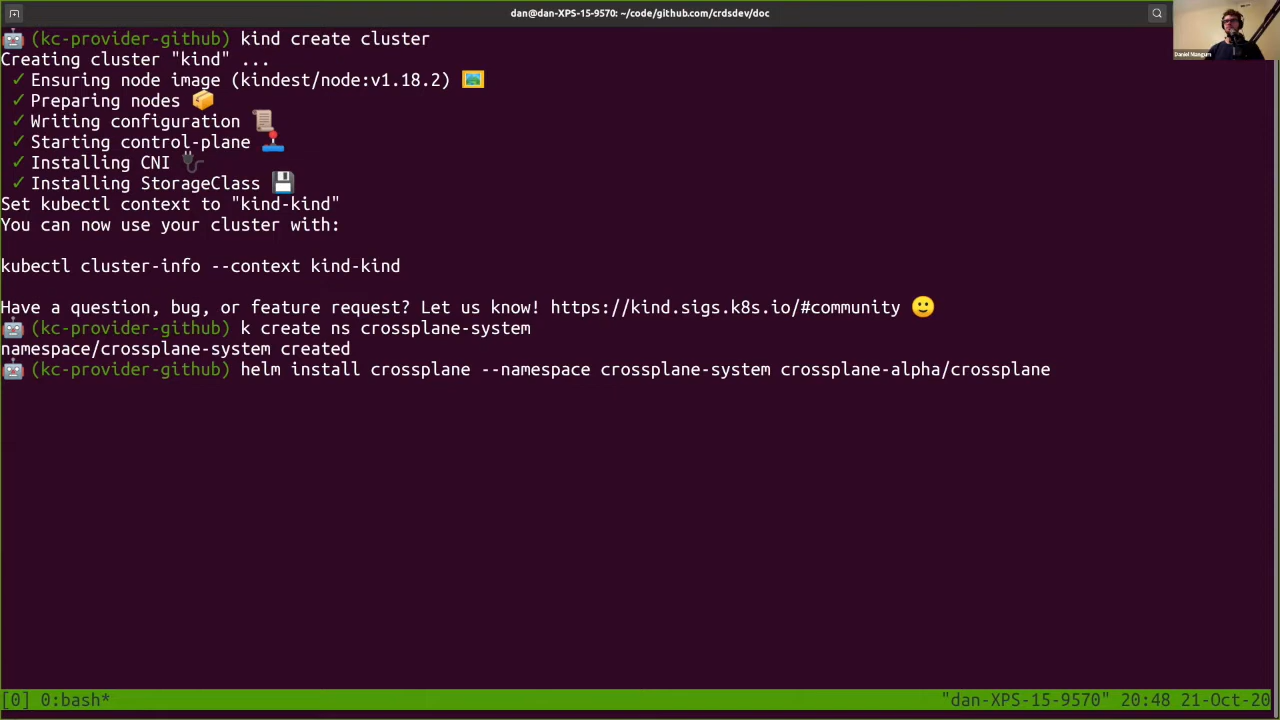 dan@dan-XPS-15-9570: ~/code/github.com/crdsdev/doc
Daniel Mangum
(kc-provider-github) kind create cluster
Creating cluster "kind" ...
✓ Ensuring node image (kindest/node:v1.18.2) 🖼
✓ Preparing nodes 📦
✓ Writing configuration 📜
✓ Starting control-plane 🕹️
✓ Installing CNI 🔌
✓ Installing StorageClass 💾
Set kubectl context to "kind-kind"
You can now use your cluster with:
kubectl cluster-info --context kind-kind
Have a question, bug, or feature request? Let us know! https://kind.sigs.k8s.io/#community 🙂
🤖 (kc-provider-github) k create ns crossplane-system
namespace/crossplane-system created
🤖 (kc-provider-github) helm install crossplane --namespace crossplane-system crossplane-alpha/crossplane
[0] 0:bash* "dan-XPS-15-9570" 20:48 21-Oct-20